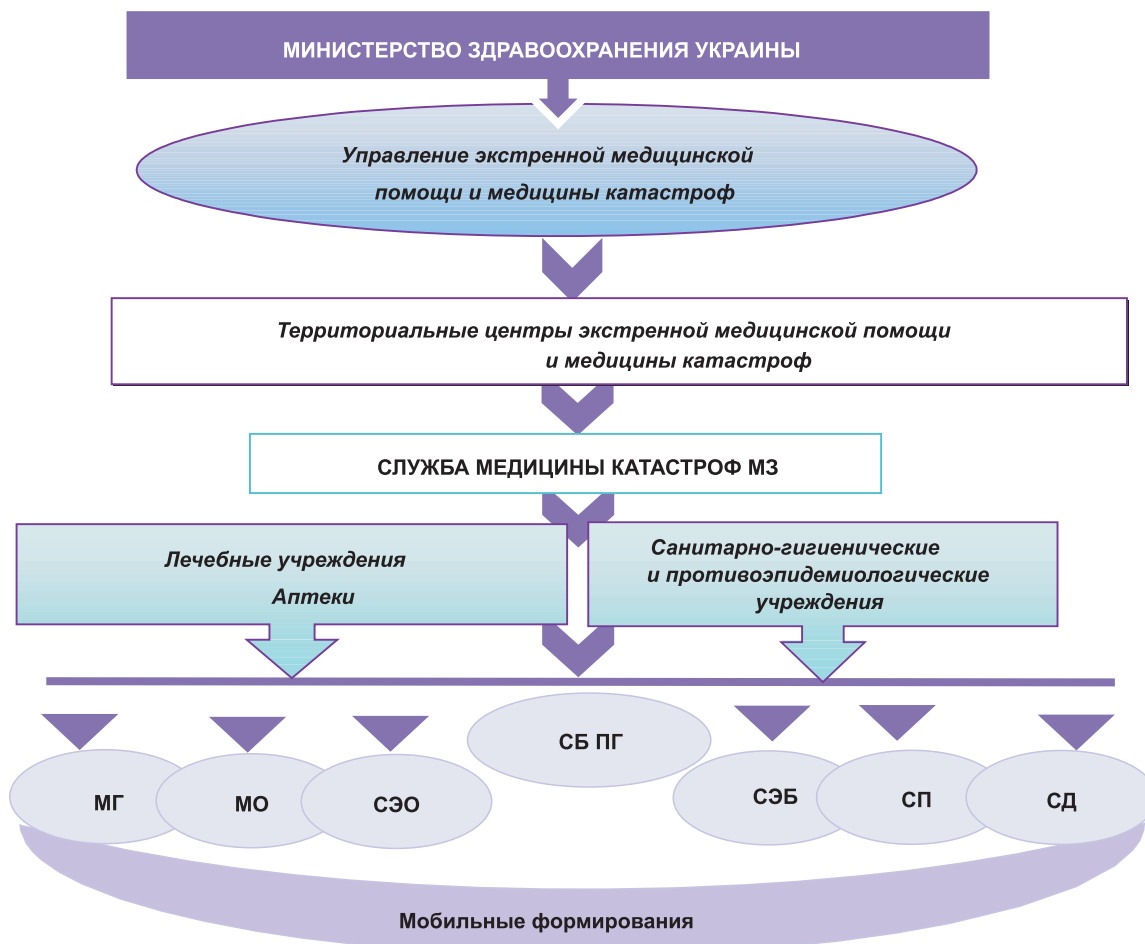 МИНИСТЕРСТВО ЗДРАВООХРАНЕНИЯ УКРАИНЫ
Управление экстренной медицинской
помощи и медицины катастроф
Территориальные центры экстренной медицинской помощи
и медицины катастроф
СЛУЖБА МЕДИЦИНЫ КАТАСТРОФ МЗ
Лечебные учреждения
Аптеки
Санитарно-гигиенические
и противоэпидемиологические
учреждения
МГ
МО
СЭО
СБ ПГ
СЭБ
СП
СД
Мобильные формирования